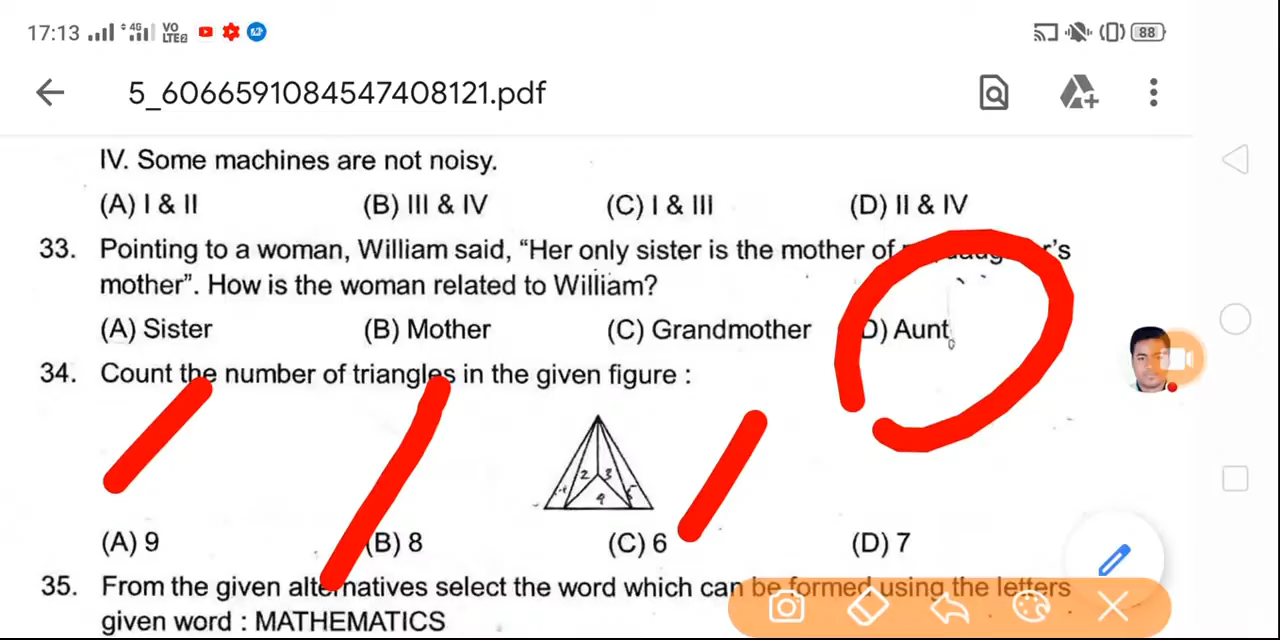 17:13 4G VO LTE2 88
5_6066591084547408121.pdf
IV. Some machines are not noisy.
(A) I & II (B) III & IV (C) I & III (D) II & IV
33. Pointing to a woman, William said, “Her only sister is the mother of 's
mother”. How is the woman related to William?
(A) Sister (B) Mother (C) Grandmother (D) Aunt
34. Count the number of triangles in the given figure :
2 3
4 5
(A) 9 (B) 8 (C) 6 (D) 7
35. From the given alternatives select the word which can be formed using the letters
given word : MATHEMATICS